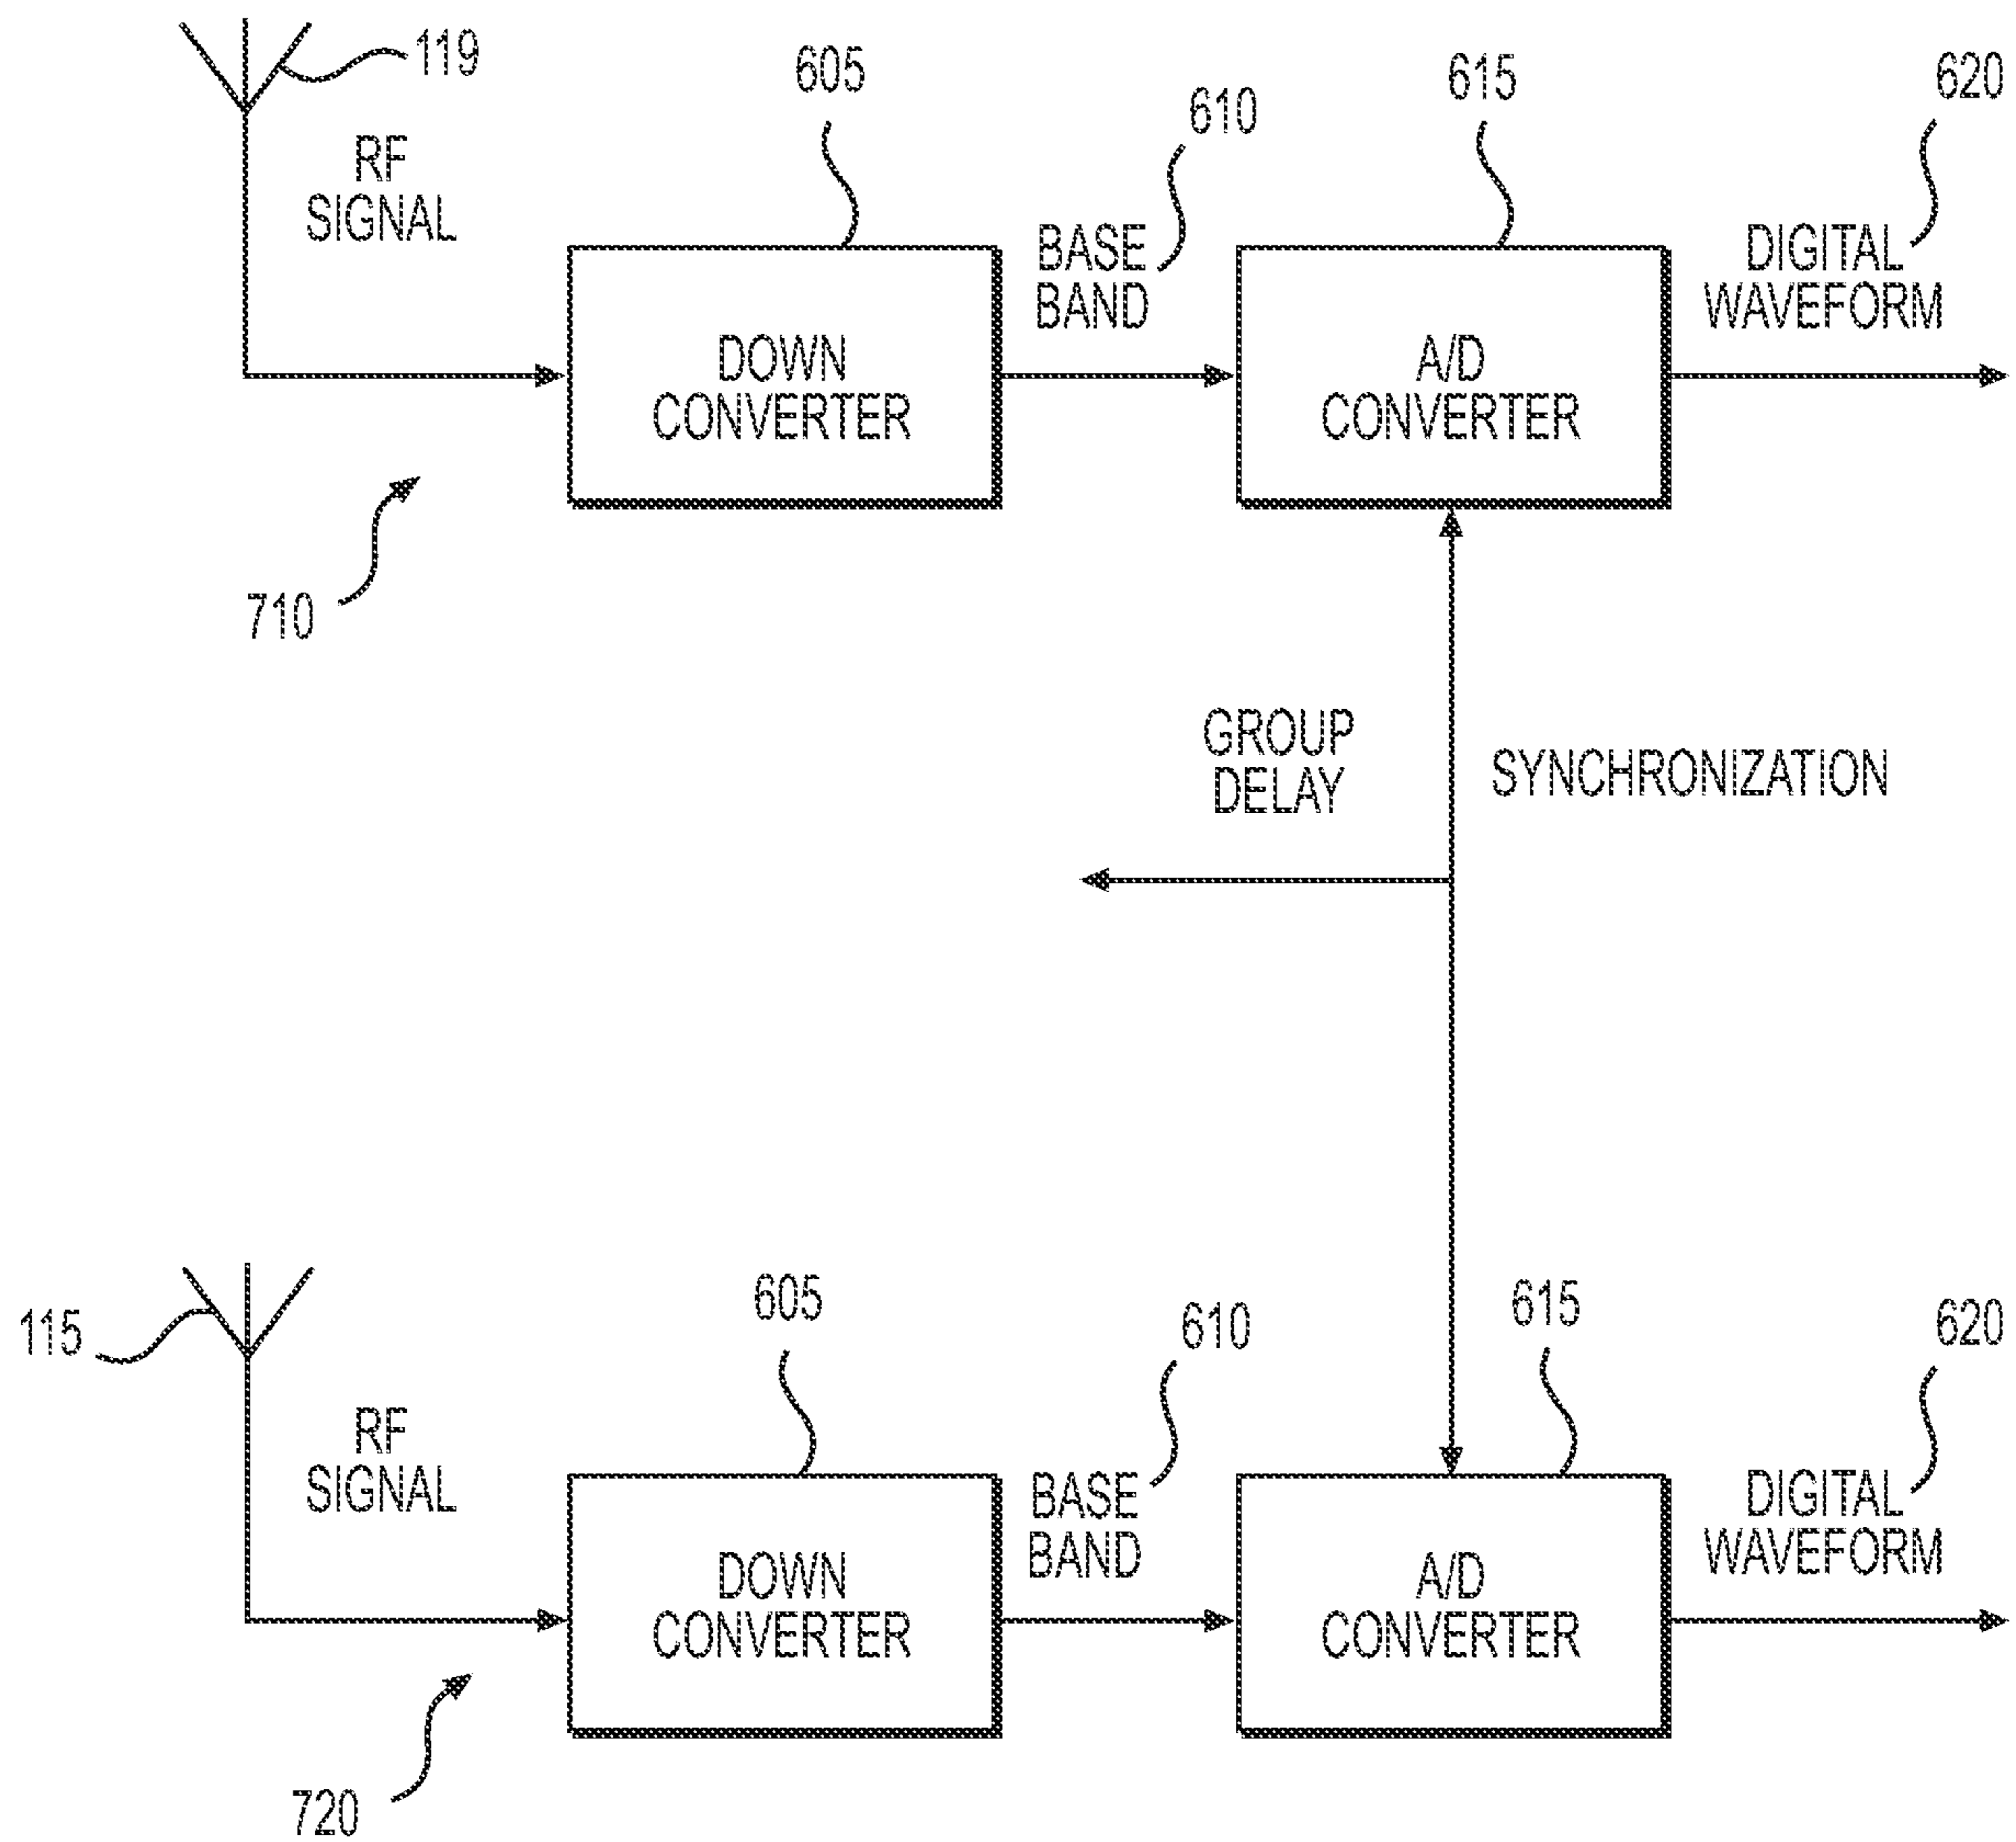 119
605
610
615
620
RF
SIGNAL
BASE
BAND
DIGITAL
WAVEFORM
DOWN
CONVERTER
A/D
CONVERTER
710
GROUP
DELAY
SYNCHRONIZATION
115
605
610
615
620
RF
SIGNAL
BASE
BAND
DIGITAL
WAVEFORM
DOWN
CONVERTER
A/D
CONVERTER
720